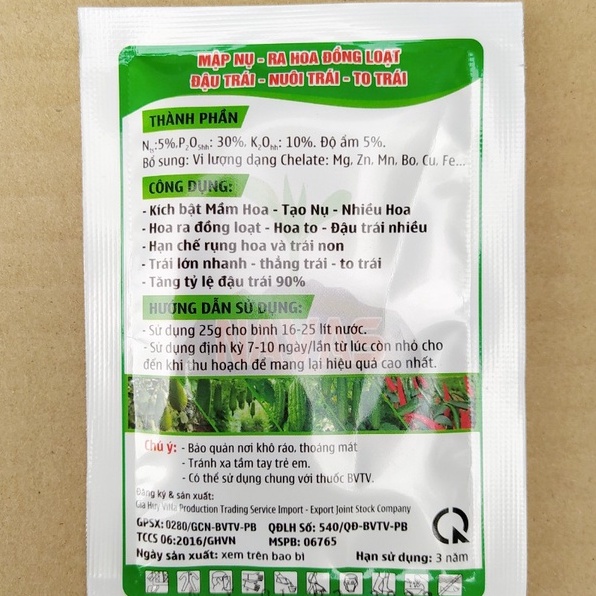 MẬP NỤ - RA HOA ĐỒNG LOẠT
ĐẬU TRÁI - NUÔI TRÁI - TO TRÁI
THÀNH PHẦN
Nts:5%,P2O5hh: 30%, K2Ohh: 10%. Độ ẩm 5%.
Bổ sung: Vi lượng dạng Chelate: Mg, Zn, Mn, Bo, Cu, Fe...
CÔNG DỤNG:
- Kích bật Mầm Hoa - Tạo Nụ - Nhiều Hoa
- Hoa ra đồng loạt - Hoa to - Đậu trái nhiều
- Hạn chế rụng hoa và trái non
- Trái lớn nhanh - thẳng trái - to trái
- Tăng tỷ lệ đậu trái 90%
HƯỚNG DẪN SỬ DỤNG:
- Sử dụng 25g cho bình 16-25 lít nước.
- Sử dụng định kỳ 7-10 ngày/lần từ lúc còn nhỏ cho
đến khi thu hoạch để mang lại hiệu quả cao nhất.
Chú ý: - Bảo quản nơi khô ráo, thoáng mát
- Tránh xa tầm tay trẻ em.
- Có thể sử dụng chung với thuốc BVTV.
Đăng ký & sản xuất:
Gia Huy ViNa Production Trading Service Import - Export Joint Stock Company
GPSX: 0280/GCN-BVTV-PB QĐLH Số: 540/QĐ-BVTV-PB
TCCS 06:2016/GHVN MSPB: 06765
Ngày sản xuất: xem trên bao bì Hạn sử dụng: 3 năm